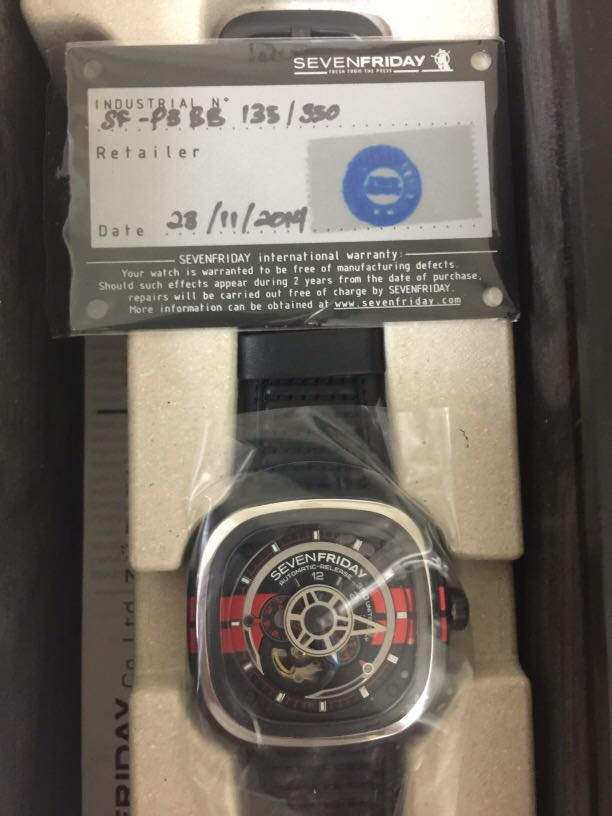 SEVENFRIDAY
FRESH FROM THE PRESS
INDUSTRIAL N°
SF-P3BB 135/350
Retailer
Date 28/11/2014
SEVENFRIDAY international warranty:
Your watch is warranted to be free of manufacturing defects.
Should such effects appear during 2 years from the date of purchase,
repairs will be carried out free of charge by SEVENFRIDAY.
More information can be obtained at www.sevenfriday.com
SEVENFRIDAY
AUTOMATIC-RELEASE
12
FRIDAY Co Ltd